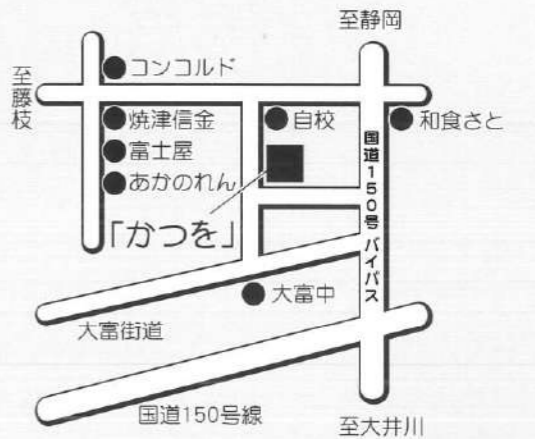 至静岡
至藤枝
コンコルド
焼津信金
富士屋
あかのれん
自校
和食さと
国道150号バイパス
「かつを」
大富中
大富街道
国道150号線
至大井川